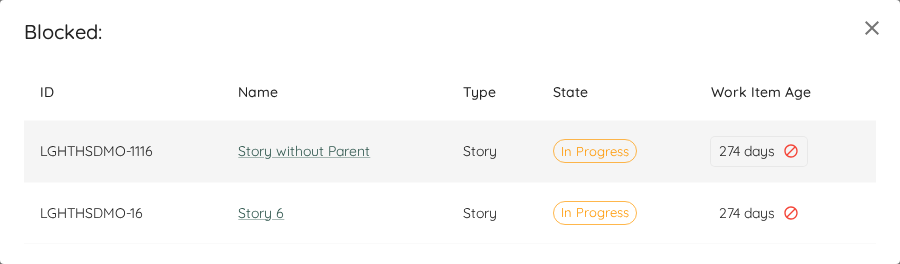 Blocked:
ID Name Type State Work Item Age
LGHTHSDMO-1116 Story without Parent Story In Progress 274 days
LGHTHSDMO-16 Story 6 Story In Progress 274 days